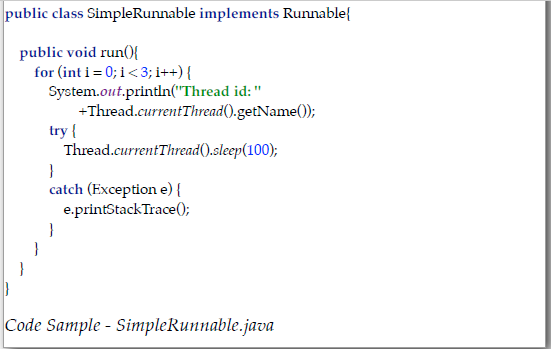 public class SimpleRunnable implements Runnable{
public void run(){
for (int i = 0; i < 3; i++) {
System.out.println("Thread id: "
+Thread.currentThread().getName());
try {
Thread.currentThread().sleep(100);
}
catch (Exception e) {
e.printStackTrace();
}
}
}
}
Code Sample - SimpleRunnable.java